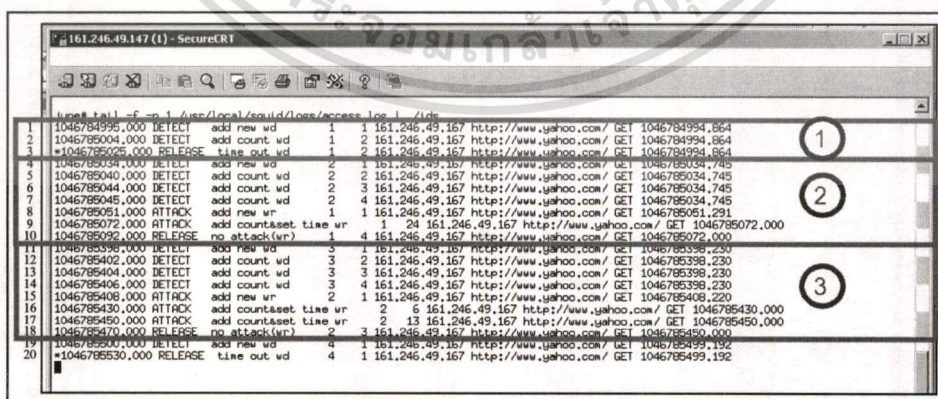 161.246.49.147 (1) - SecureCRT
june# tail -f -n 1 /usr/local/squid/logs/access.log | ./ids
1 1046784995.000 DETECT add new wd 1 1 161.246.49.167 http://www.yahoo.com/ GET 1046784994.864
①
2 1046785004.000 DETECT add count wd 1 2 161.246.49.167 http://www.yahoo.com/ GET 1046784994.864
3 *1046785025.000 RELEASE time out wd 1 2 161.246.49.167 http://www.yahoo.com/ GET 1046784994.864
4 1046785034.000 DETECT add new wd 2 1 161.246.49.167 http://www.yahoo.com/ GET 1046785034.745
5 1046785040.000 DETECT add count wd 2 2 161.246.49.167 http://www.yahoo.com/ GET 1046785034.745
6 1046785044.000 DETECT add count wd 2 3 161.246.49.167 http://www.yahoo.com/ GET 1046785034.745
②
7 1046785045.000 DETECT add count wd 2 4 161.246.49.167 http://www.yahoo.com/ GET 1046785034.745
8 1046785051.000 ATTACK add new wr 1 1 161.246.49.167 http://www.yahoo.com/ GET 1046785051.291
9 1046785072.000 ATTACK add count&set time wr 1 24 161.246.49.167 http://www.yahoo.com/ GET 1046785072.000
10 1046785092.000 RELEASE no attack(wr) 1 4 161.246.49.167 http://www.yahoo.com/ GET 1046785072.000
11 1046785398.000 DETECT add new wd 3 1 161.246.49.167 http://www.yahoo.com/ GET 1046785398.230
12 1046785402.000 DETECT add count wd 3 2 161.246.49.167 http://www.yahoo.com/ GET 1046785398.230
13 1046785404.000 DETECT add count wd 3 3 161.246.49.167 http://www.yahoo.com/ GET 1046785398.230
14 1046785406.000 DETECT add count wd 3 4 161.246.49.167 http://www.yahoo.com/ GET 1046785398.230
③
15 1046785408.000 ATTACK add new wr 2 1 161.246.49.167 http://www.yahoo.com/ GET 1046785408.220
16 1046785430.000 ATTACK add count&set time wr 2 6 161.246.49.167 http://www.yahoo.com/ GET 1046785430.000
17 1046785450.000 ATTACK add count&set time wr 2 13 161.246.49.167 http://www.yahoo.com/ GET 1046785450.000
18 1046785470.000 RELEASE no attack(wr) 2 3 161.246.49.167 http://www.yahoo.com/ GET 1046785450.000
19 1046785500.000 DETECT add new wd 4 1 161.246.49.167 http://www.yahoo.com/ GET 1046785499.192
20 *1046785530.000 RELEASE time out wd 4 1 161.246.49.167 http://www.yahoo.com/ GET 1046785499.192